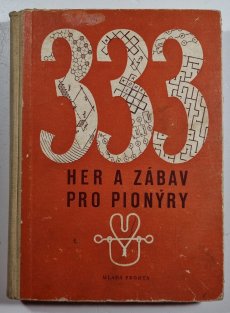 333
HER A ZÁBAV
PRO PIONÝRY
MLADÁ FRONTA